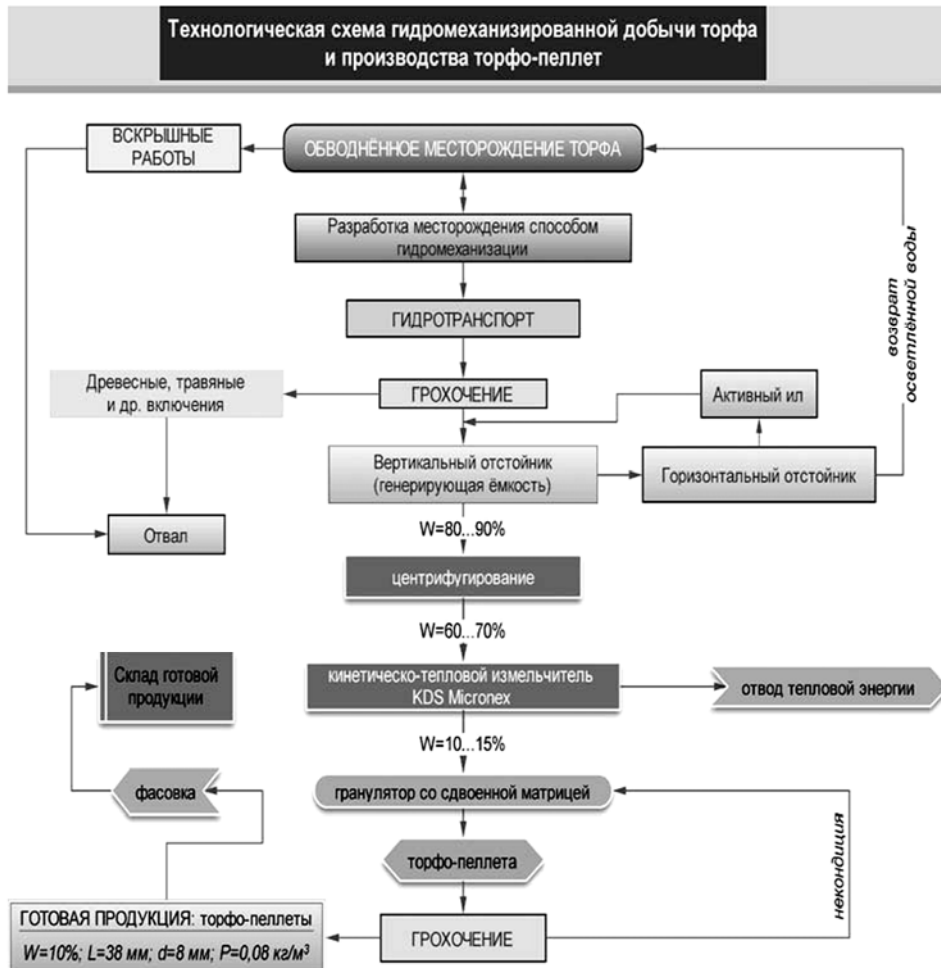 Технологическая схема гидромеханизированной добычи торфа
и производства торфо-пеллет
ВСКРЫШНЫЕ
РАБОТЫ
ОБВОДНЁННОЕ МЕСТОРОЖДЕНИЕ ТОРФА
Разработка месторождения способом
гидромеханизации
возврат
осветлённой воды
ГИДРОТРАНСПОРТ
Древесные, травяные
и др. включения
ГРОХОЧЕНИЕ
Активный ил
Вертикальный отстойник
(генерирующая ёмкость)
Горизонтальный отстойник
Отвал
W=80...90%
центрифугирование
W=60...70%
Склад готовой
продукции
кинетическо-тепловой измельчитель
KDS Micronex
отвод тепловой энергии
W=10...15%
фасовка
гранулятор со сдвоенной матрицей
торфо-пеллета
некондиция
ГОТОВАЯ ПРОДУКЦИЯ: торфо-пеллеты
W=10%; L=38 мм; d=8 мм; P=0,08 кг/м³
ГРОХОЧЕНИЕ